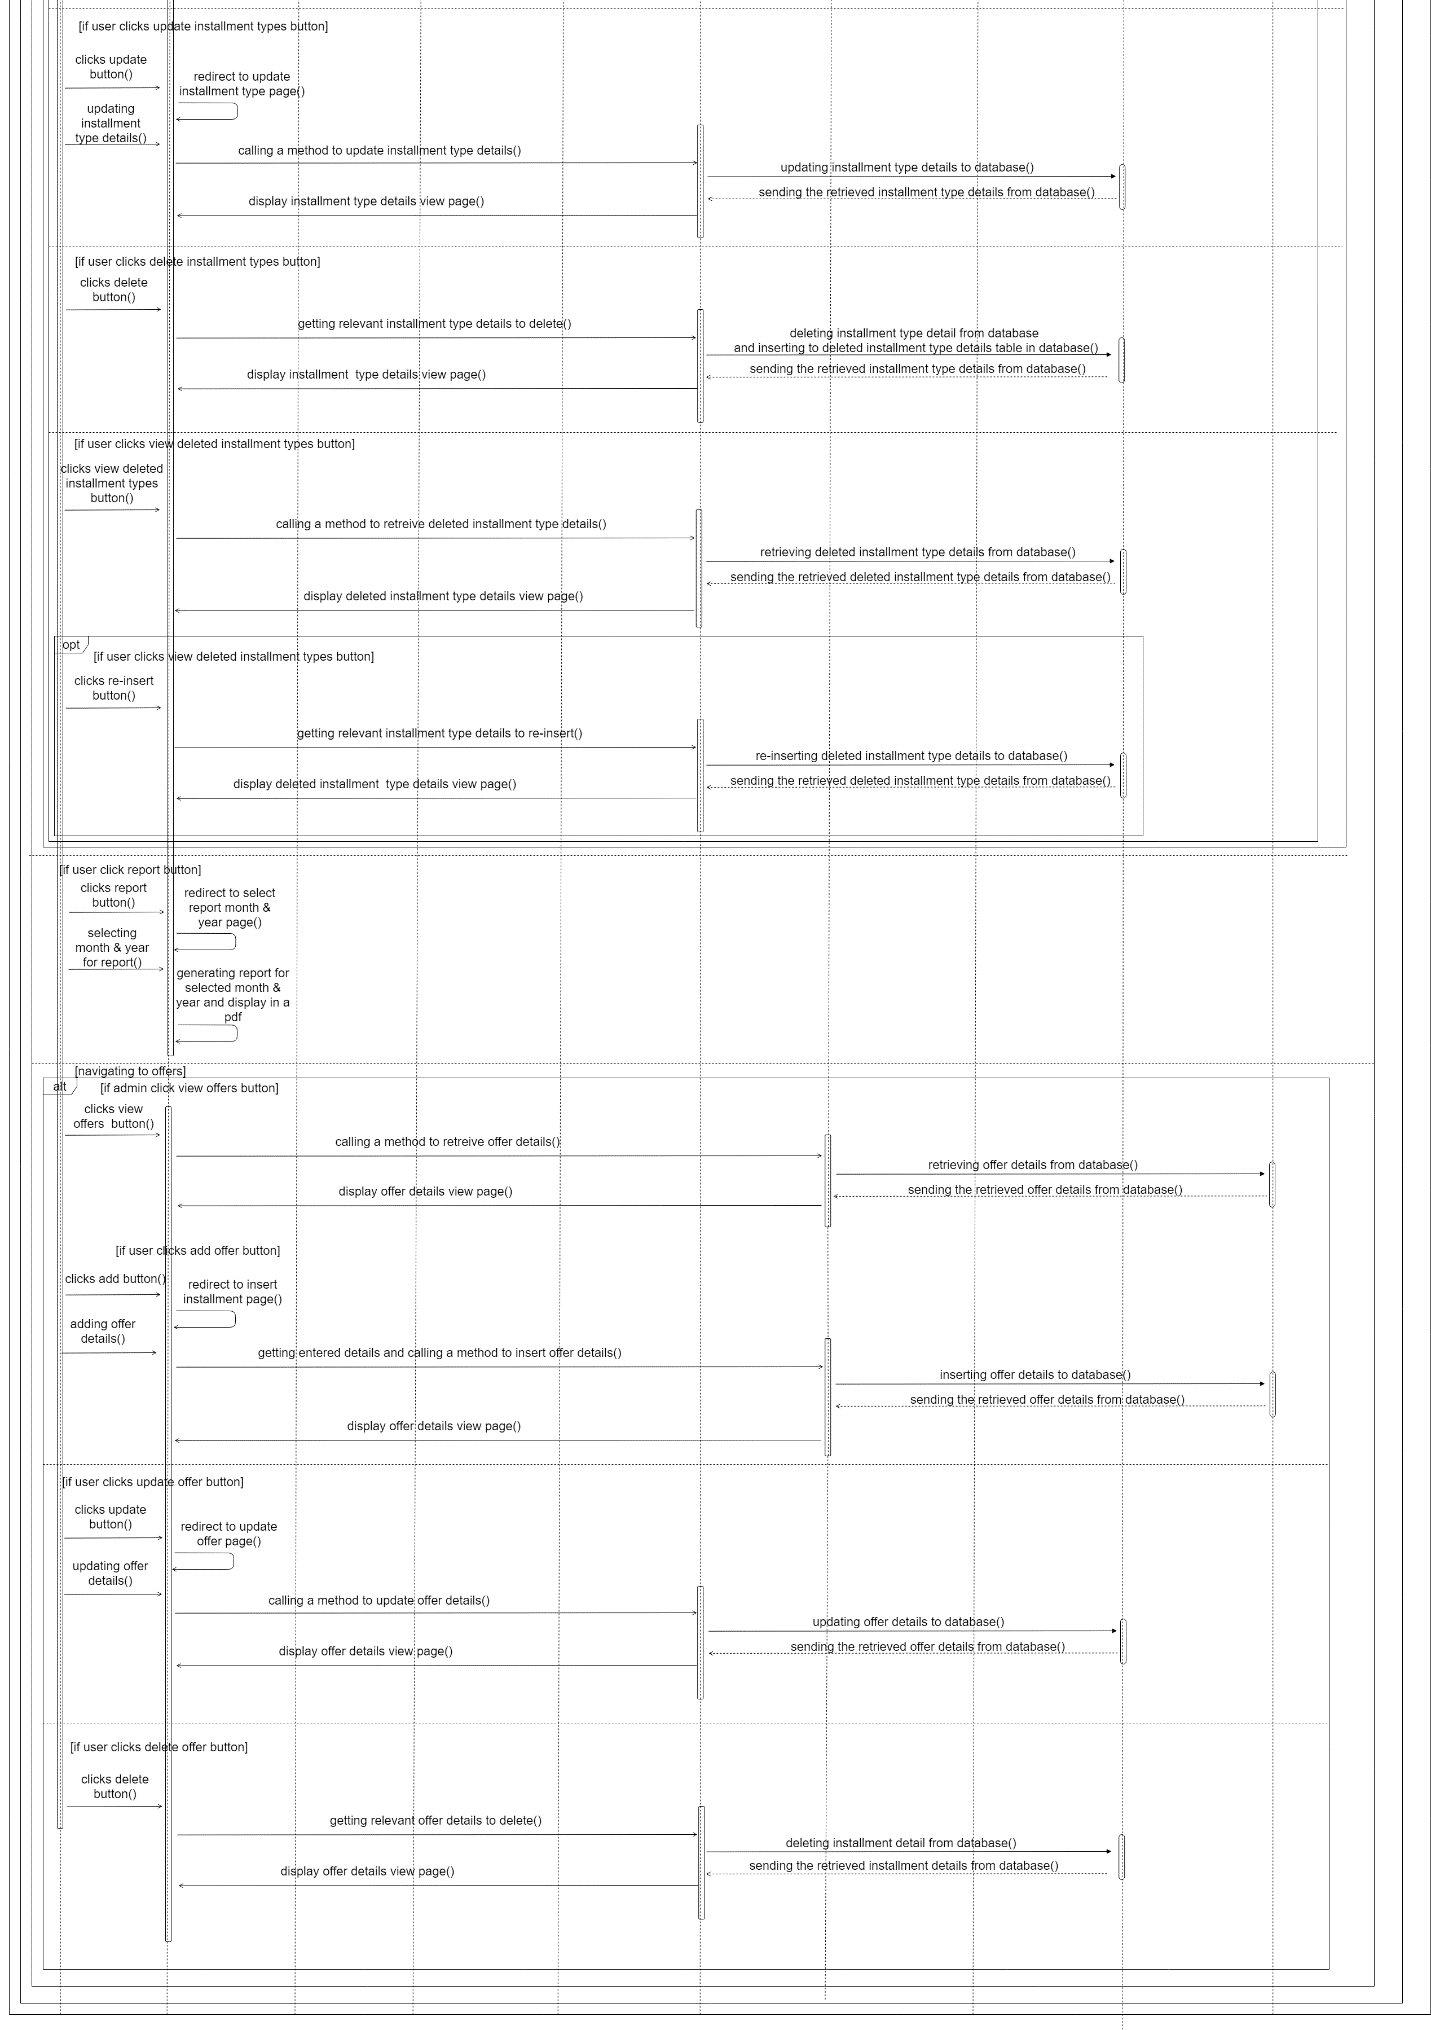 [if user clicks update installment types button]
clicks update
button()
redirect to update
installment type page()
updating
installment
type details()
calling a method to update installment type details()
updating installment type details to database()
sending the retrieved installment type details from database()
display installment type details view page()
[if user clicks delete installment types button]
clicks delete
button()
getting relevant installment type details to delete()
deleting installment type detail from database
and inserting to deleted installment type details table in database()
sending the retrieved installment type details from database()
display installment  type details view page()
[if user clicks view deleted installment types button]
clicks view deleted
installment types
button()
calling a method to retreive deleted installment type details()
retrieving deleted installment type details from database()
sending the retrieved deleted installment type details from database()
display deleted installment type details view page()
opt
[if user clicks view deleted installment types button]
clicks re-insert
button()
getting relevant installment type details to re-insert()
re-inserting deleted installment type details to database()
sending the retrieved deleted installment type details from database()
display deleted installment  type details view page()
[if user click report button]
clicks report
button()
redirect to select
report month &
year page()
selecting
month & year
for report()
generating report for
selected month &
year and display in a
pdf
[navigating to offers]
alt
[if admin click view offers button]
clicks view
offers  button()
calling a method to retreive offer details()
retrieving offer details from database()
sending the retrieved offer details from database()
display offer details view page()
[if user clicks add offer button]
clicks add button()
redirect to insert
installment page()
adding offer
details()
getting entered details and calling a method to insert offer details()
inserting offer details to database()
sending the retrieved offer details from database()
display offer details view page()
[if user clicks update offer button]
clicks update
button()
redirect to update
offer page()
updating offer
details()
calling a method to update offer details()
updating offer details to database()
sending the retrieved offer details from database()
display offer details view page()
[if user clicks delete offer button]
clicks delete
button()
getting relevant offer details to delete()
deleting installment detail from database()
sending the retrieved installment details from database()
display offer details view page()